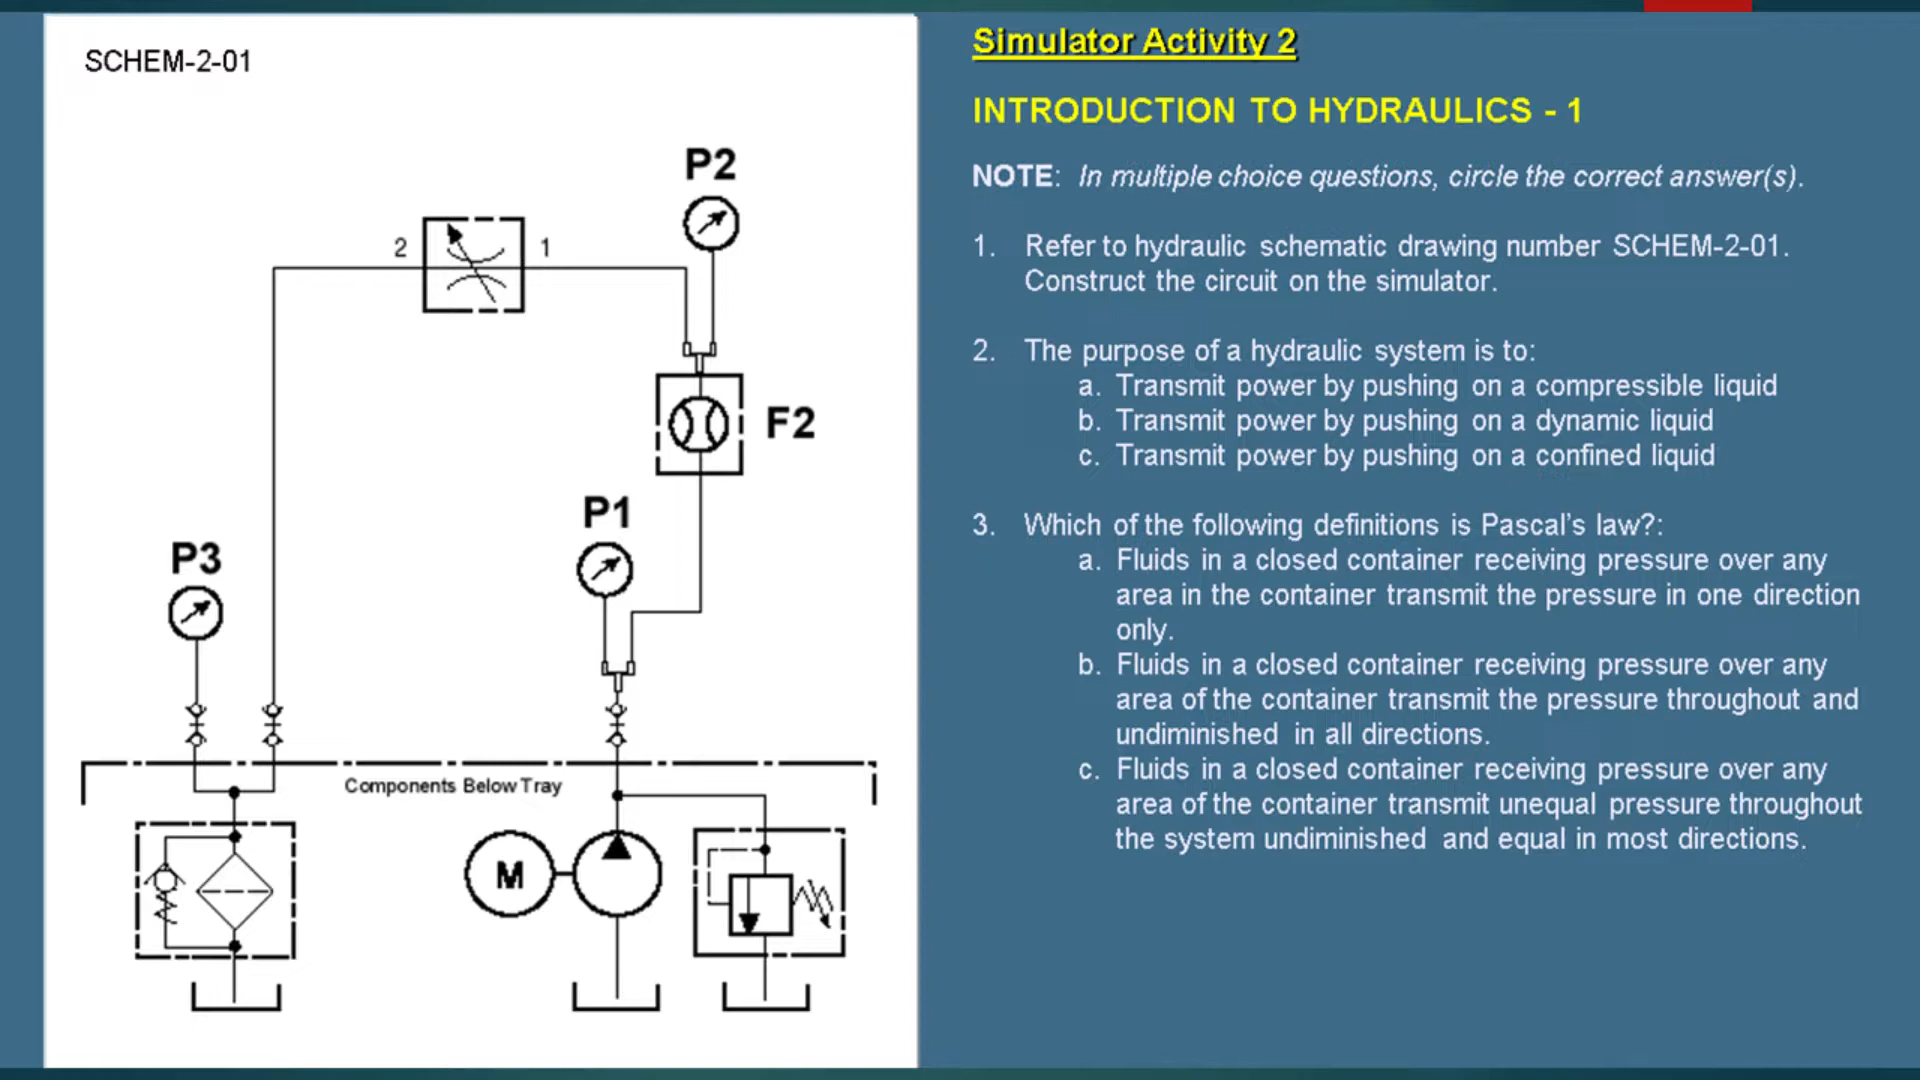 SCHEM-2-01
P2
2
1
F2
P1
P3
Components Below Tray
M
Simulator Activity 2
INTRODUCTION TO HYDRAULICS - 1
NOTE: In multiple choice questions, circle the correct answer(s).
1. Refer to hydraulic schematic drawing number SCHEM-2-01.
Construct the circuit on the simulator.
2. The purpose of a hydraulic system is to:
a. Transmit power by pushing on a compressible liquid
b. Transmit power by pushing on a dynamic liquid
c. Transmit power by pushing on a confined liquid
3. Which of the following definitions is Pascal's law?:
a. Fluids in a closed container receiving pressure over any
area in the container transmit the pressure in one direction
only.
b. Fluids in a closed container receiving pressure over any
area of the container transmit the pressure throughout and
undiminished in all directions.
c. Fluids in a closed container receiving pressure over any
area of the container transmit unequal pressure throughout
the system undiminished and equal in most directions.